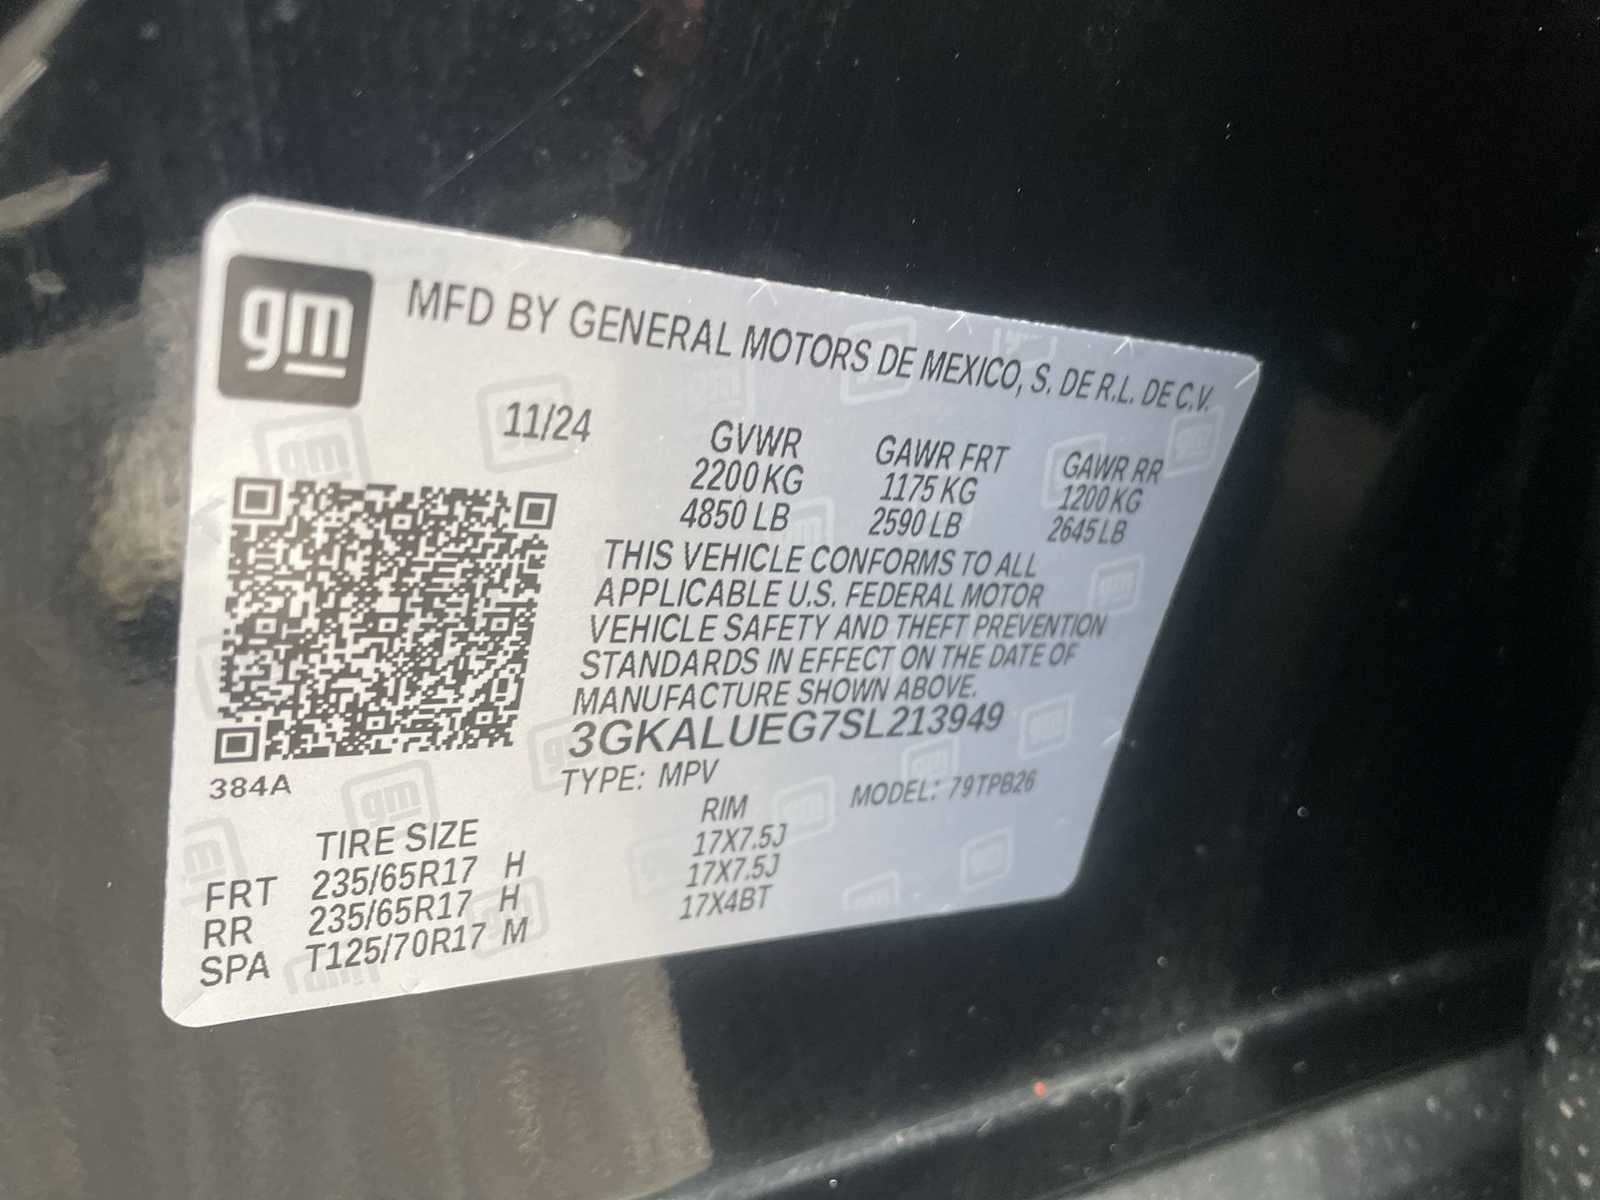 gm MFD BY GENERAL MOTORS DE MEXICO, S. DE R.L. DE C.V.
11/24 GVWR GAWR FRT GAWR RR
2200 KG 1175 KG 1200 KG
4850 LB 2590 LB 2645 LB
THIS VEHICLE CONFORMS TO ALL
APPLICABLE U.S. FEDERAL MOTOR
VEHICLE SAFETY AND THEFT PREVENTION
STANDARDS IN EFFECT ON THE DATE OF
MANUFACTURE SHOWN ABOVE.
3GKALUEG7SL213949
384A TYPE: MPV MODEL: 79TPB26
TIRE SIZE RIM
FRT 235/65R17 H 17X7.5J
RR 235/65R17 H 17X7.5J
SPA T125/70R17 M 17X4BT